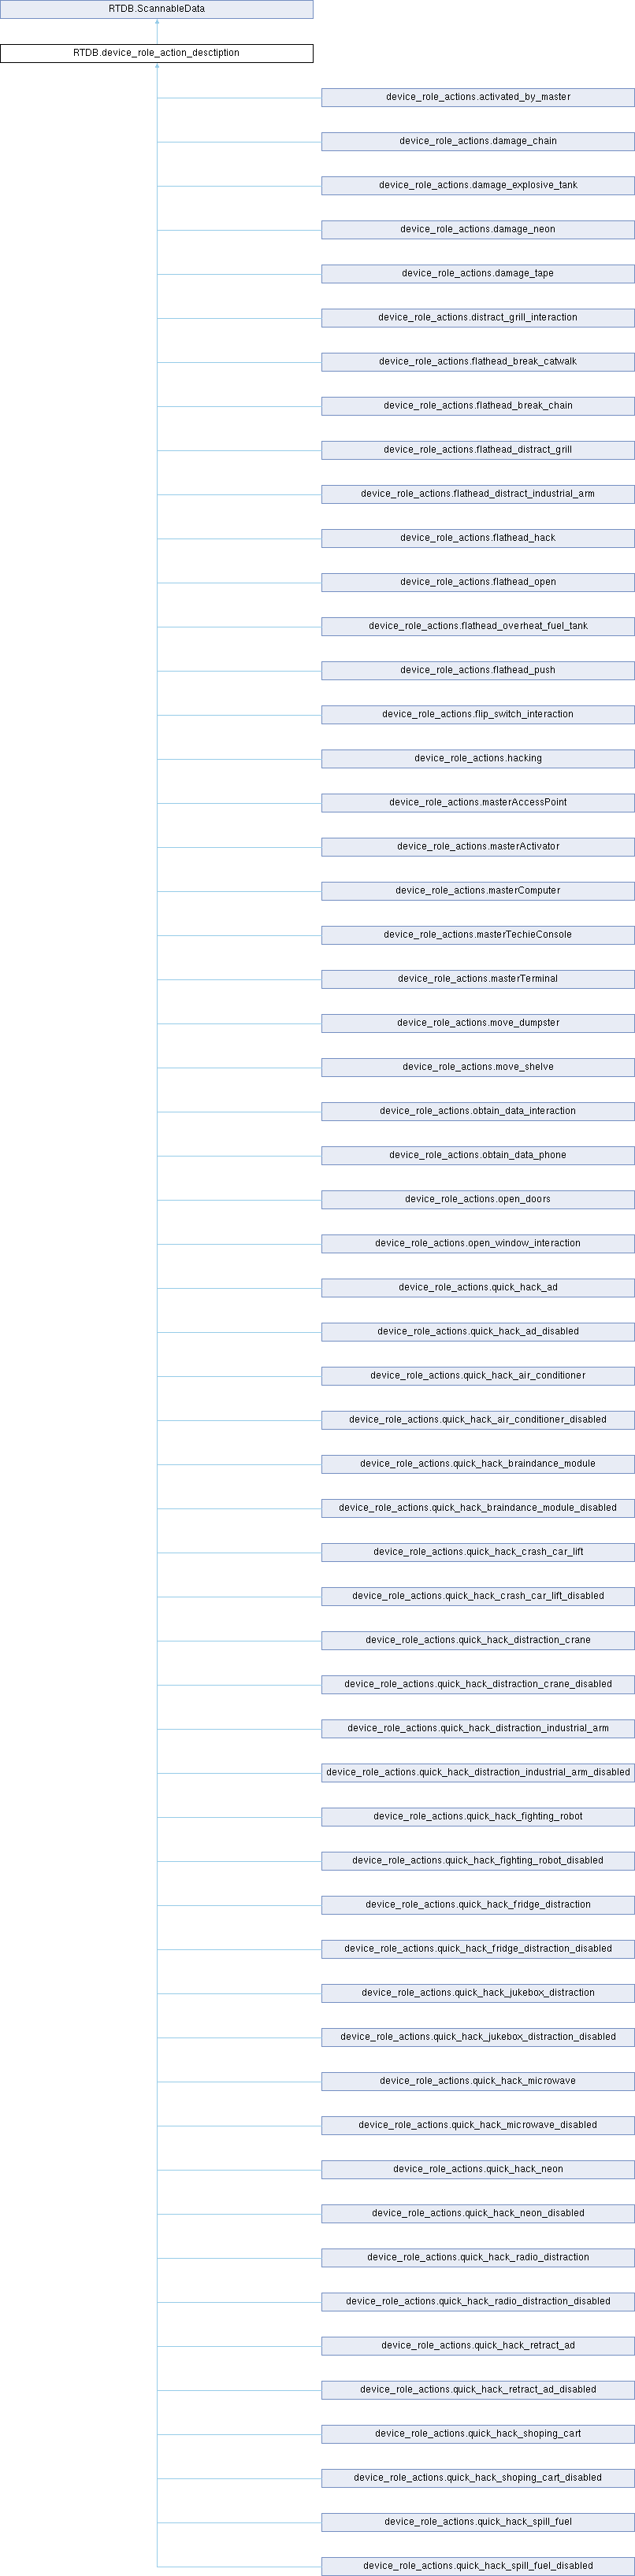 RTDB.ScannableData
RTDB.device_role_action_desctiption
device_role_actions.activated_by_master
device_role_actions.damage_chain
device_role_actions.damage_explosive_tank
device_role_actions.damage_neon
device_role_actions.damage_tape
device_role_actions.distract_grill_interaction
device_role_actions.flathead_break_catwalk
device_role_actions.flathead_break_chain
device_role_actions.flathead_distract_grill
device_role_actions.flathead_distract_industrial_arm
device_role_actions.flathead_hack
device_role_actions.flathead_open
device_role_actions.flathead_overheat_fuel_tank
device_role_actions.flathead_push
device_role_actions.flip_switch_interaction
device_role_actions.hacking
device_role_actions.masterAccessPoint
device_role_actions.masterActivator
device_role_actions.masterComputer
device_role_actions.masterTechieConsole
device_role_actions.masterTerminal
device_role_actions.move_dumpster
device_role_actions.move_shelve
device_role_actions.obtain_data_interaction
device_role_actions.obtain_data_phone
device_role_actions.open_doors
device_role_actions.open_window_interaction
device_role_actions.quick_hack_ad
device_role_actions.quick_hack_ad_disabled
device_role_actions.quick_hack_air_conditioner
device_role_actions.quick_hack_air_conditioner_disabled
device_role_actions.quick_hack_braindance_module
device_role_actions.quick_hack_braindance_module_disabled
device_role_actions.quick_hack_crash_car_lift
device_role_actions.quick_hack_crash_car_lift_disabled
device_role_actions.quick_hack_distraction_crane
device_role_actions.quick_hack_distraction_crane_disabled
device_role_actions.quick_hack_distraction_industrial_arm
device_role_actions.quick_hack_distraction_industrial_arm_disabled
device_role_actions.quick_hack_fighting_robot
device_role_actions.quick_hack_fighting_robot_disabled
device_role_actions.quick_hack_fridge_distraction
device_role_actions.quick_hack_fridge_distraction_disabled
device_role_actions.quick_hack_jukebox_distraction
device_role_actions.quick_hack_jukebox_distraction_disabled
device_role_actions.quick_hack_microwave
device_role_actions.quick_hack_microwave_disabled
device_role_actions.quick_hack_neon
device_role_actions.quick_hack_neon_disabled
device_role_actions.quick_hack_radio_distraction
device_role_actions.quick_hack_radio_distraction_disabled
device_role_actions.quick_hack_retract_ad
device_role_actions.quick_hack_retract_ad_disabled
device_role_actions.quick_hack_shoping_cart
device_role_actions.quick_hack_shoping_cart_disabled
device_role_actions.quick_hack_spill_fuel
device_role_actions.quick_hack_spill_fuel_disabled